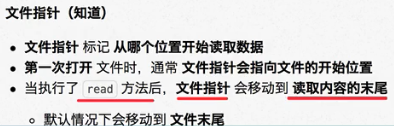 文件指针（知道）
• 文件指针 标记 从哪个位置开始读取数据
• 第一次打开 文件时，通常 文件指针会指向文件的开始位置
• 当执行了 read 方法后，文件指针 会移动到 读取内容的末尾
○ 默认情况下会移动到 文件末尾